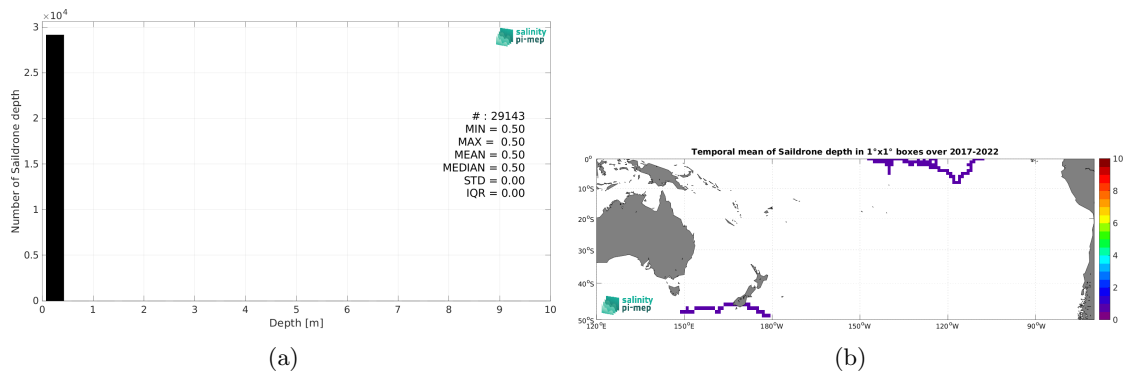 ×10⁴
3
2.5
2
1.5
1
0.5
0
0 1 2 3 4 5 6 7 8 9 10
Number of Saildrone depth
Depth [m]
salinity
pi-mep
# : 29143
MIN = 0.50
MAX = 0.50
MEAN = 0.50
MEDIAN = 0.50
STD = 0.00
IQR = 0.00
(a)
Temporal mean of Saildrone depth in 1°x1° boxes over 2017-2022
0°
10°S
20°S
30°S
40°S
50°S
120°E 150°E 180°W 150°W 120°W 90°W
salinity
pi-mep
10
8
6
4
2
0
(b)